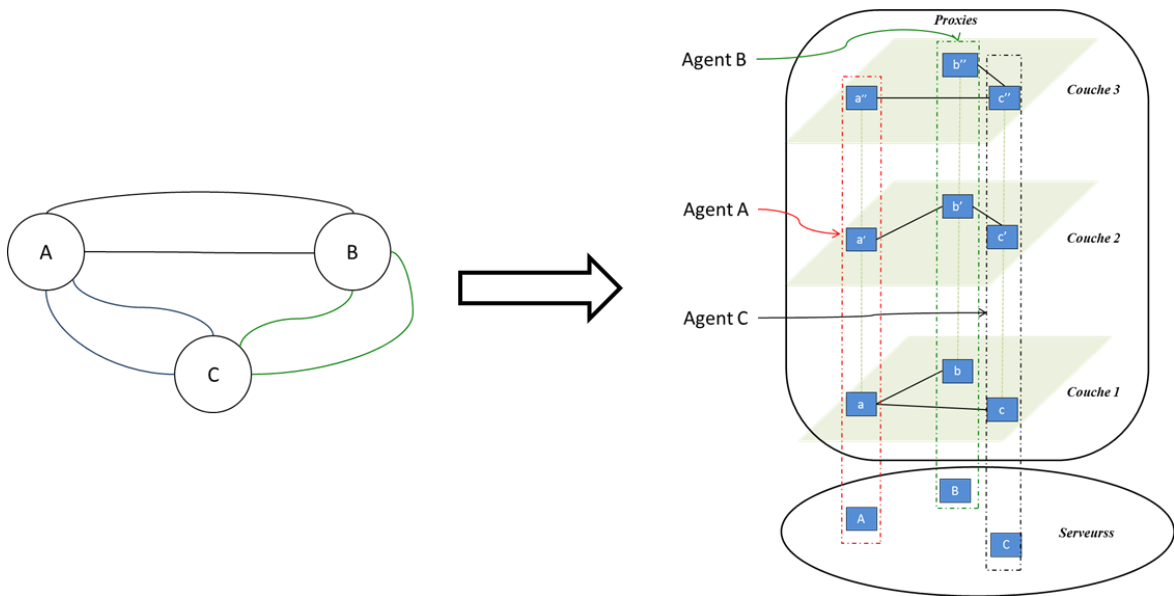 A
B
C
Proxies
Agent B
b''
a''
c''
Couche 3
Agent A
b'
a'
c'
Couche 2
Agent C
b
a
c
Couche 1
B
A
C
Serveurss